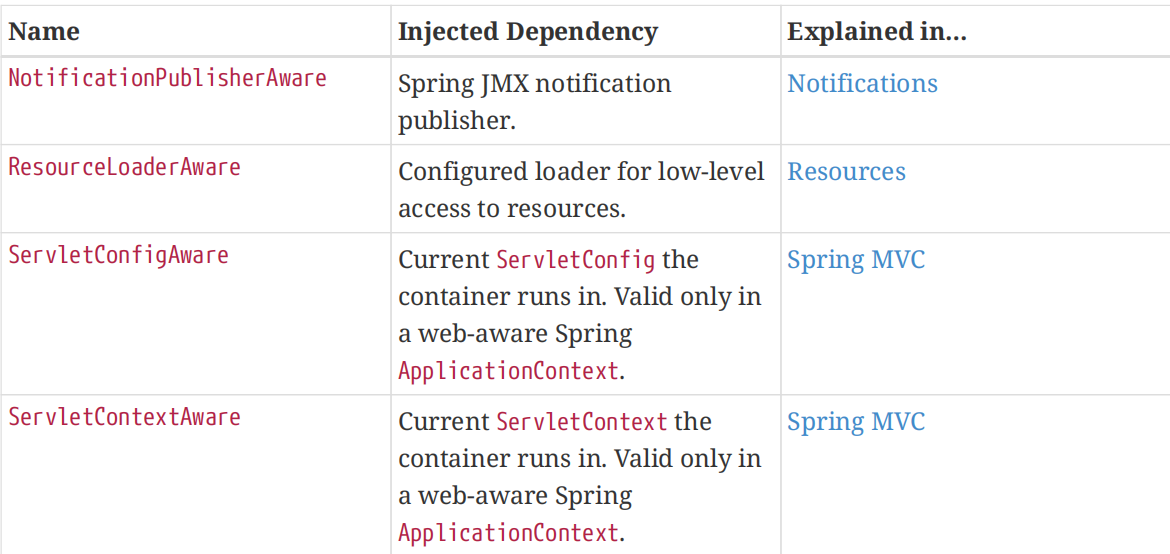 Name Injected Dependency Explained in…
NotificationPublisherAware Spring JMX notification Notifications
publisher.
ResourceLoaderAware Configured loader for low-level Resources
access to resources.
ServletConfigAware Current ServletConfig the Spring MVC
container runs in. Valid only in
a web-aware Spring
ApplicationContext.
ServletContextAware Current ServletContext the Spring MVC
container runs in. Valid only in
a web-aware Spring
ApplicationContext.